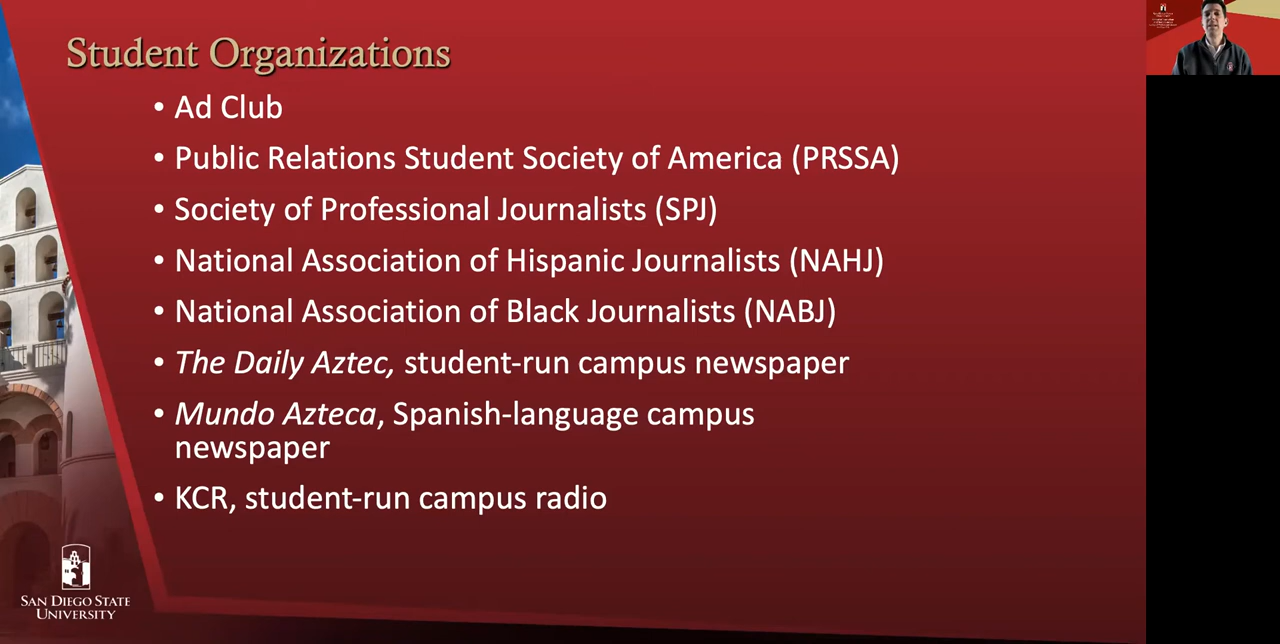 Student Organizations
• Ad Club
• Public Relations Student Society of America (PRSSA)
• Society of Professional Journalists (SPJ)
• National Association of Hispanic Journalists (NAHJ)
• National Association of Black Journalists (NABJ)
• The Daily Aztec, student-run campus newspaper
• Mundo Azteca, Spanish-language campus
newspaper
• KCR, student-run campus radio
SAN DIEGO STATE
UNIVERSITY